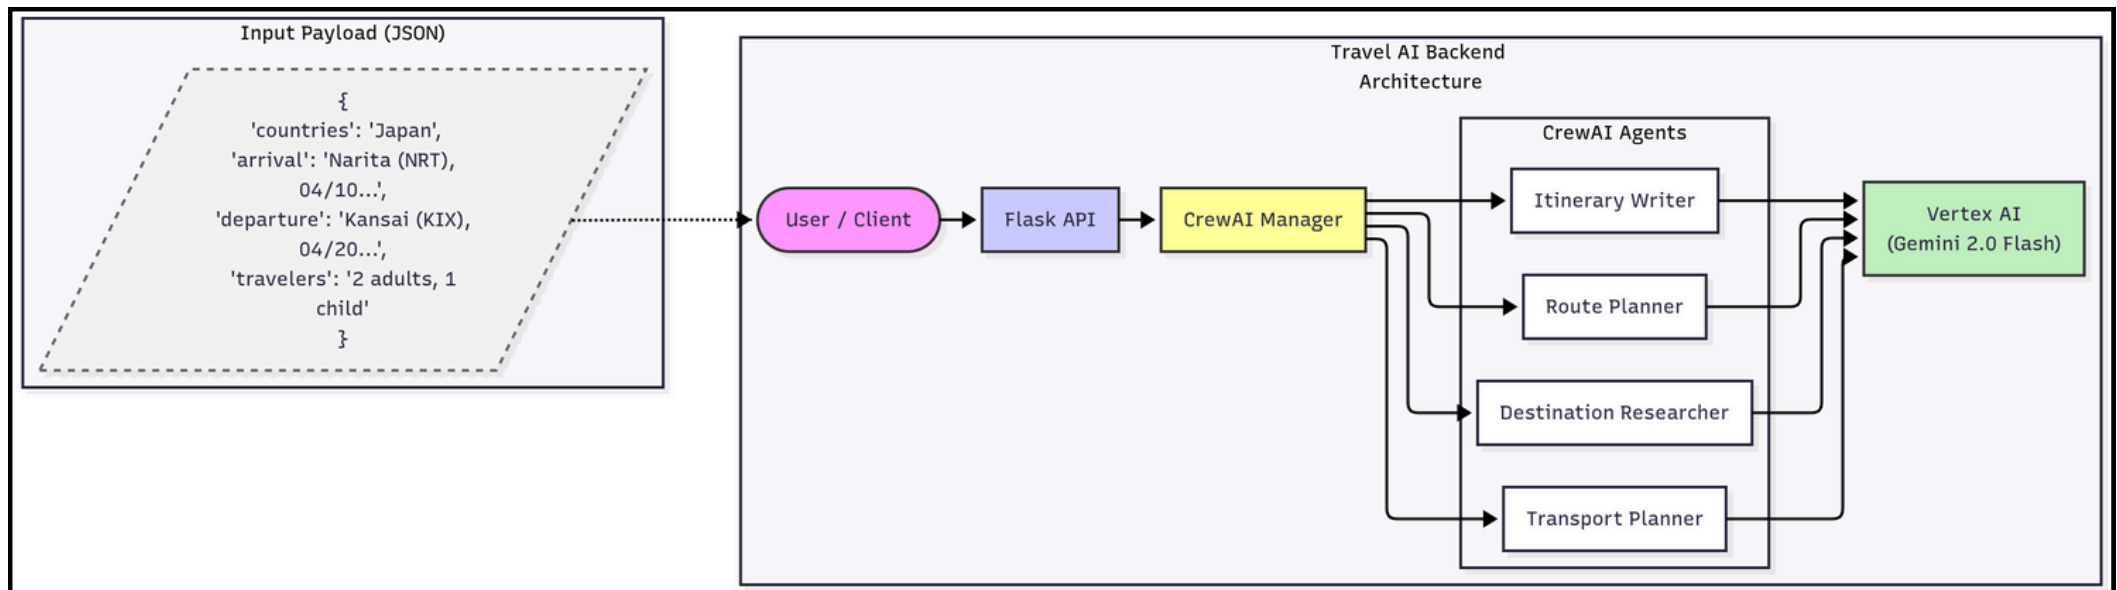 Input Payload (JSON)
{
'countries': 'Japan',
'arrival': 'Narita (NRT),
04/10...',
'departure': 'Kansai (KIX),
04/20...',
'travelers': '2 adults, 1
child'
}
Travel AI Backend
Architecture
User / Client
Flask API
CrewAI Manager
CrewAI Agents
Itinerary Writer
Route Planner
Destination Researcher
Transport Planner
Vertex AI
(Gemini 2.0 Flash)